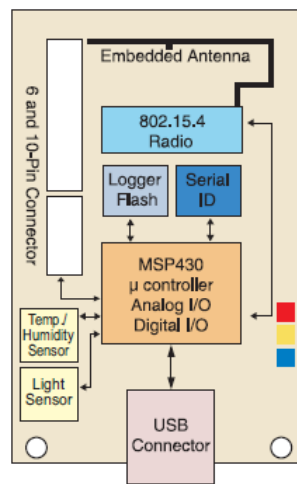 Embedded Antenna
6 and 10-Pin Connector
802.15.4
Radio
Logger
Flash
Serial
ID
MSP430
µ controller
Analog I/O
Digital I/O
Temp./
Humidity
Sensor
Light
Sensor
USB
Connector